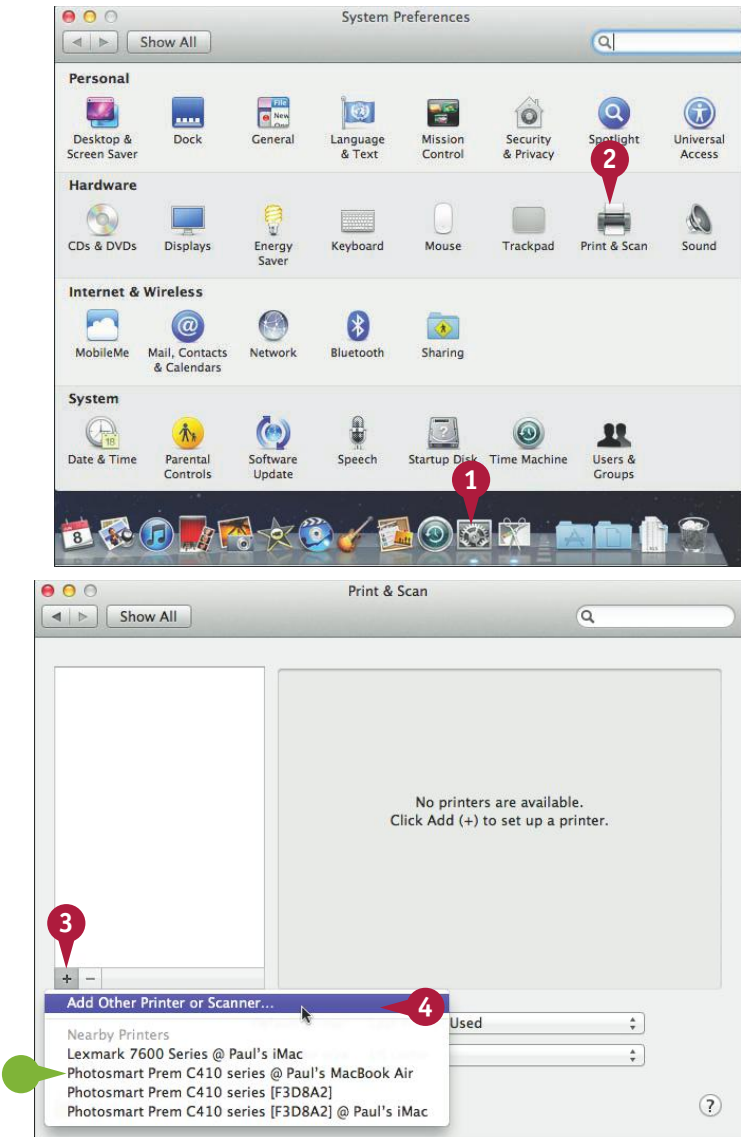 System Preferences
Show All
Personal
Desktop & Screen Saver
Dock
General
Language & Text
Mission Control
Security & Privacy
Spotlight
Universal Access
2
Hardware
CDs & DVDs
Displays
Energy Saver
Keyboard
Mouse
Trackpad
Print & Scan
Sound
Internet & Wireless
MobileMe
Mail, Contacts & Calendars
Network
Bluetooth
Sharing
System
Date & Time
Parental Controls
Software Update
Speech
Startup Disk
Time Machine
Users & Groups
1
Print & Scan
Show All
No printers are available.
Click Add (+) to set up a printer.
3
+ −
Add Other Printer or Scanner...
4
Used
Nearby Printers
Lexmark 7600 Series @ Paul's iMac
Photosmart Prem C410 series @ Paul's MacBook Air
Photosmart Prem C410 series [F3D8A2]
Photosmart Prem C410 series [F3D8A2] @ Paul's iMac
?